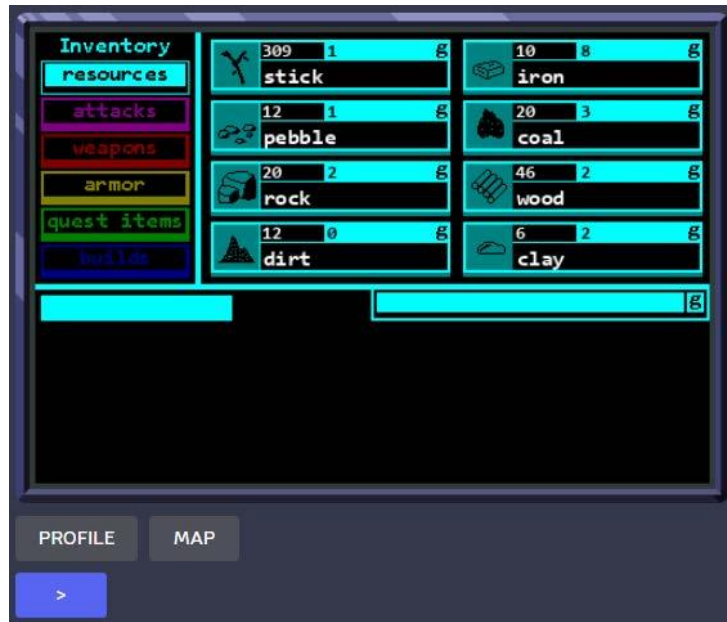 Inventory
resources
attacks
weapons
armor
quest items
builds
309 1 g
stick
10 8 g
iron
12 1 g
pebble
20 3 g
coal
20 2 g
rock
46 2 g
wood
12 0 g
dirt
6 2 g
clay
g
PROFILE
MAP
>